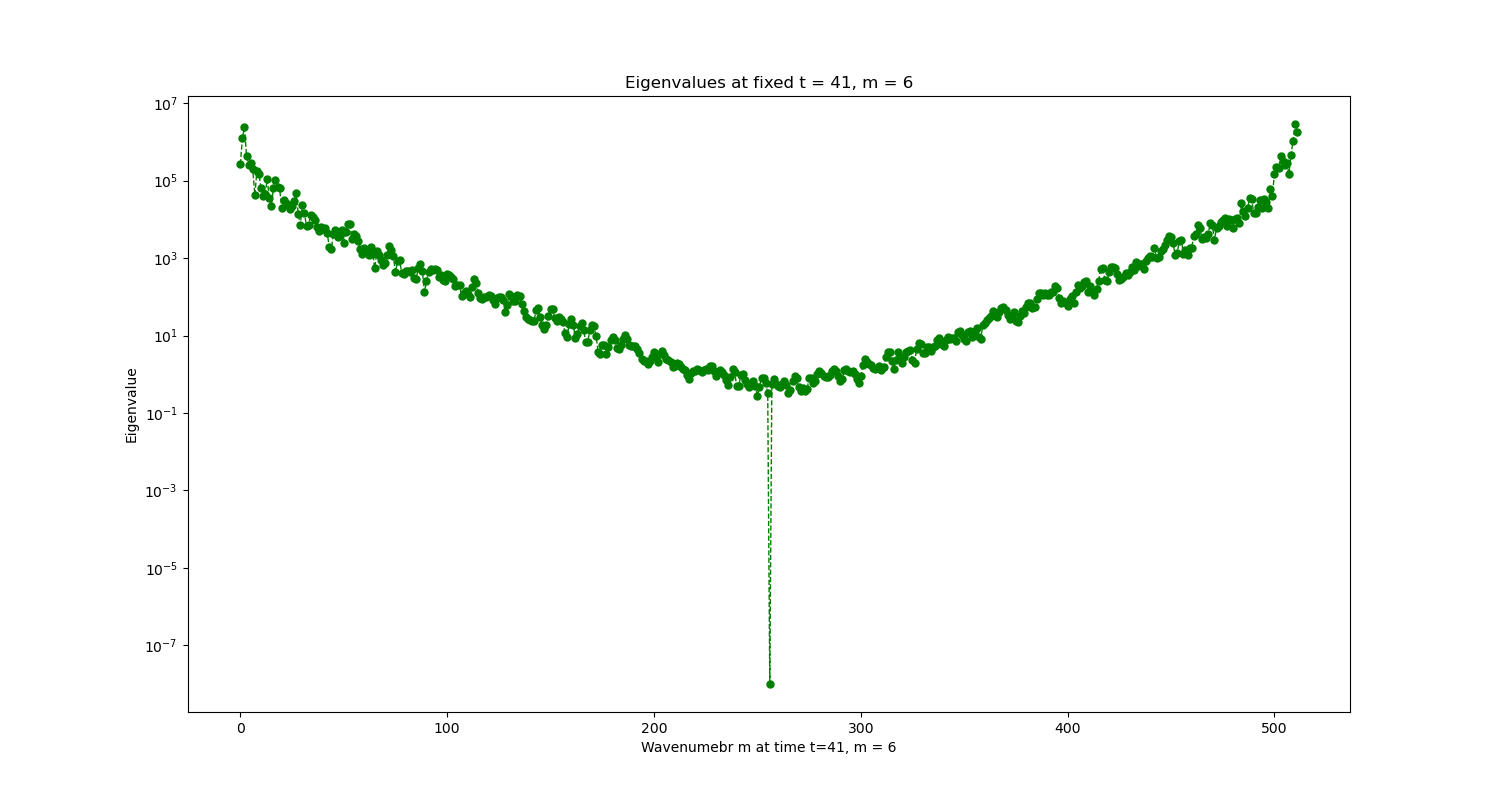 Eigenvalues at fixed t = 41, m = 6
10^7
10^5
10^3
10^1
10^-1
10^-3
10^-5
10^-7
Eigenvalue
0 100 200 300 400 500
Wavenumebr m at time t=41, m = 6